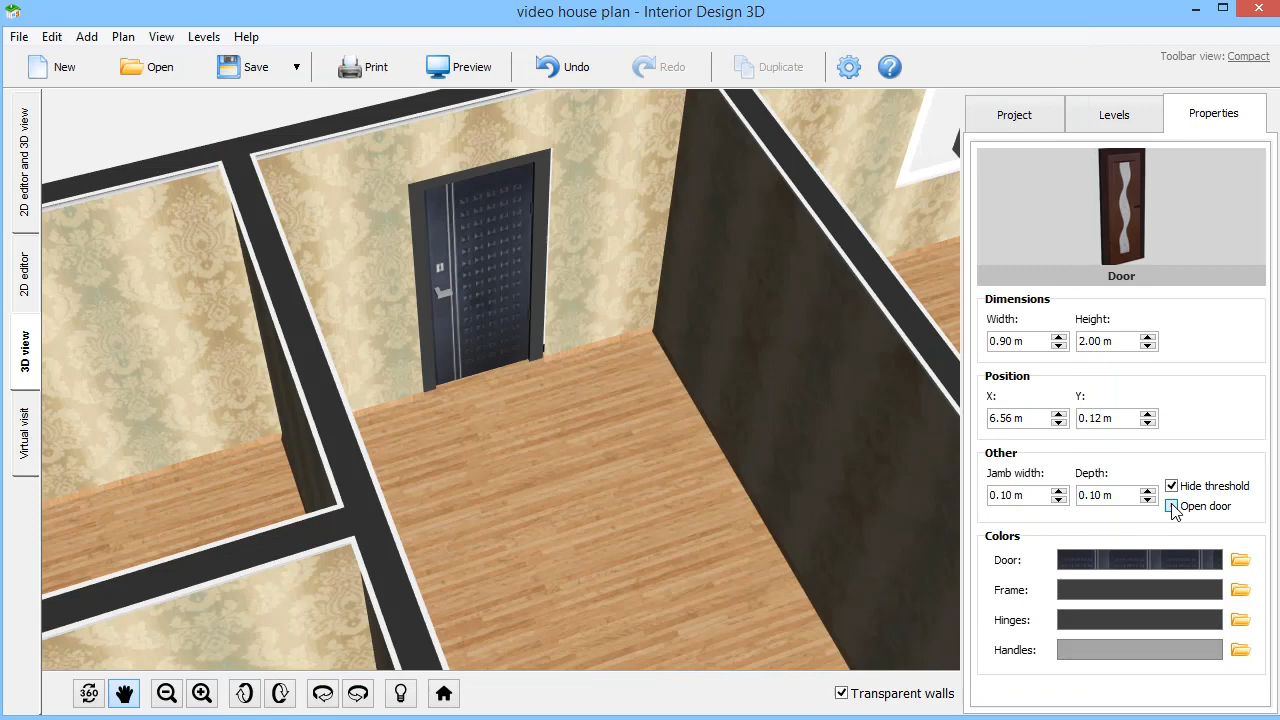 video house plan - Interior Design 3D
File Edit Add Plan View Levels Help
New Open Save Print Preview Undo Redo Duplicate
Toolbar view: Compact
2D editor and 3D view
2D editor
3D view
Virtual visit
Project Levels Properties
Door
Dimensions
Width: Height:
0.90 m 2.00 m
Position
X: Y:
6.56 m 0.12 m
Other
Jamb width: Depth:
0.10 m 0.10 m
Hide threshold
Open door
Colors
Door:
Frame:
Hinges:
Handles:
360
Transparent walls